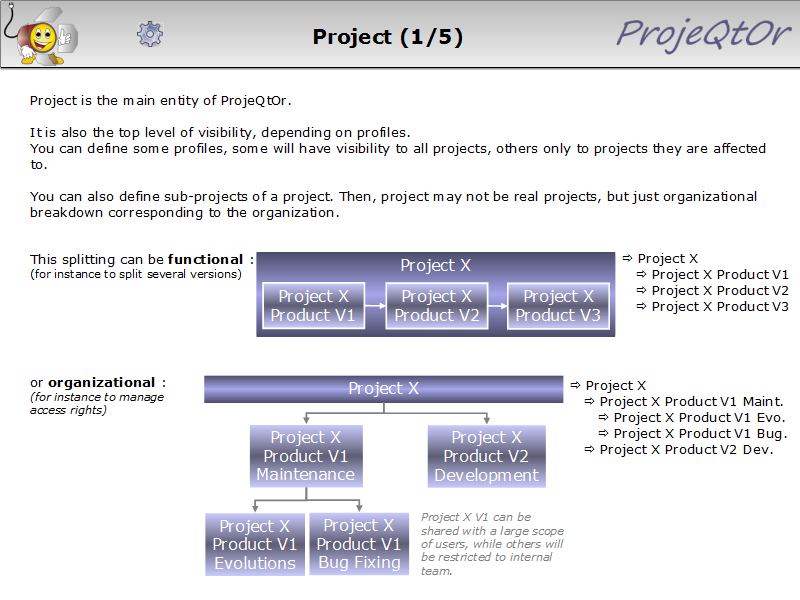 Project (1/5)
ProjeQtOr
Project is the main entity of ProjeQtOr.
It is also the top level of visibility, depending on profiles.
You can define some profiles, some will have visibility to all projects, others only to projects they are affected
to.
You can also define sub-projects of a project. Then, project may not be real projects, but just organizational
breakdown corresponding to the organization.
This splitting can be functional :
(for instance to split several versions)
Project X
Project X
Product V1
Project X
Product V2
Project X
Product V3
⇨ Project X
⇨ Project X Product V1
⇨ Project X Product V2
⇨ Project X Product V3
or organizational :
(for instance to manage
access rights)
Project X
Project X
Product V1
Maintenance
Project X
Product V2
Development
Project X
Product V1
Evolutions
Project X
Product V1
Bug Fixing
Project X V1 can be
shared with a large scope
of users, while others will
be restricted to internal
team.
⇨ Project X
⇨ Project X Product V1 Maint.
⇨ Project X Product V1 Evo.
⇨ Project X Product V1 Bug.
⇨ Project X Product V2 Dev.